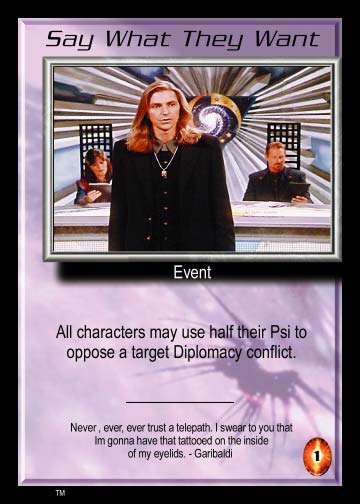 Say What They Want
Event
All characters may use half their Psi to
oppose a target Diplomacy conflict.
Never , ever, ever trust a telepath. I swear to you that
Im gonna have that tattooed on the inside
of my eyelids. - Garibaldi
1
TM